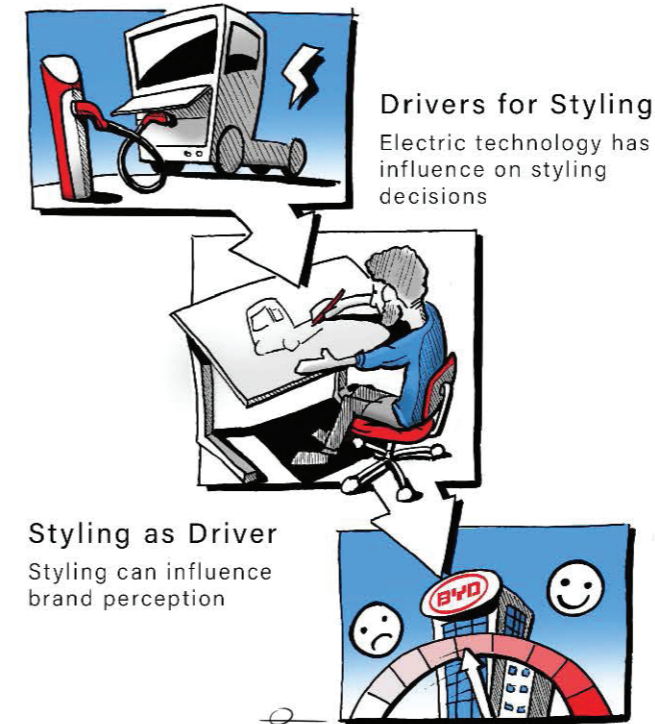 Drivers for Styling
Electric technology has
influence on styling
decisions
Styling as Driver
Styling can influence
brand perception
BYD